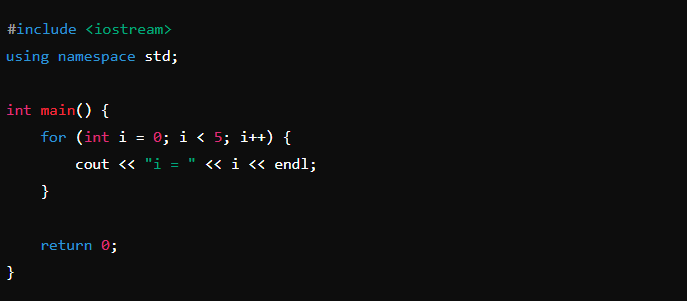 #include <iostream>
using namespace std;
int main() {
    for (int i = 0; i < 5; i++) {
        cout << "i = " << i << endl;
    }
    return 0;
}